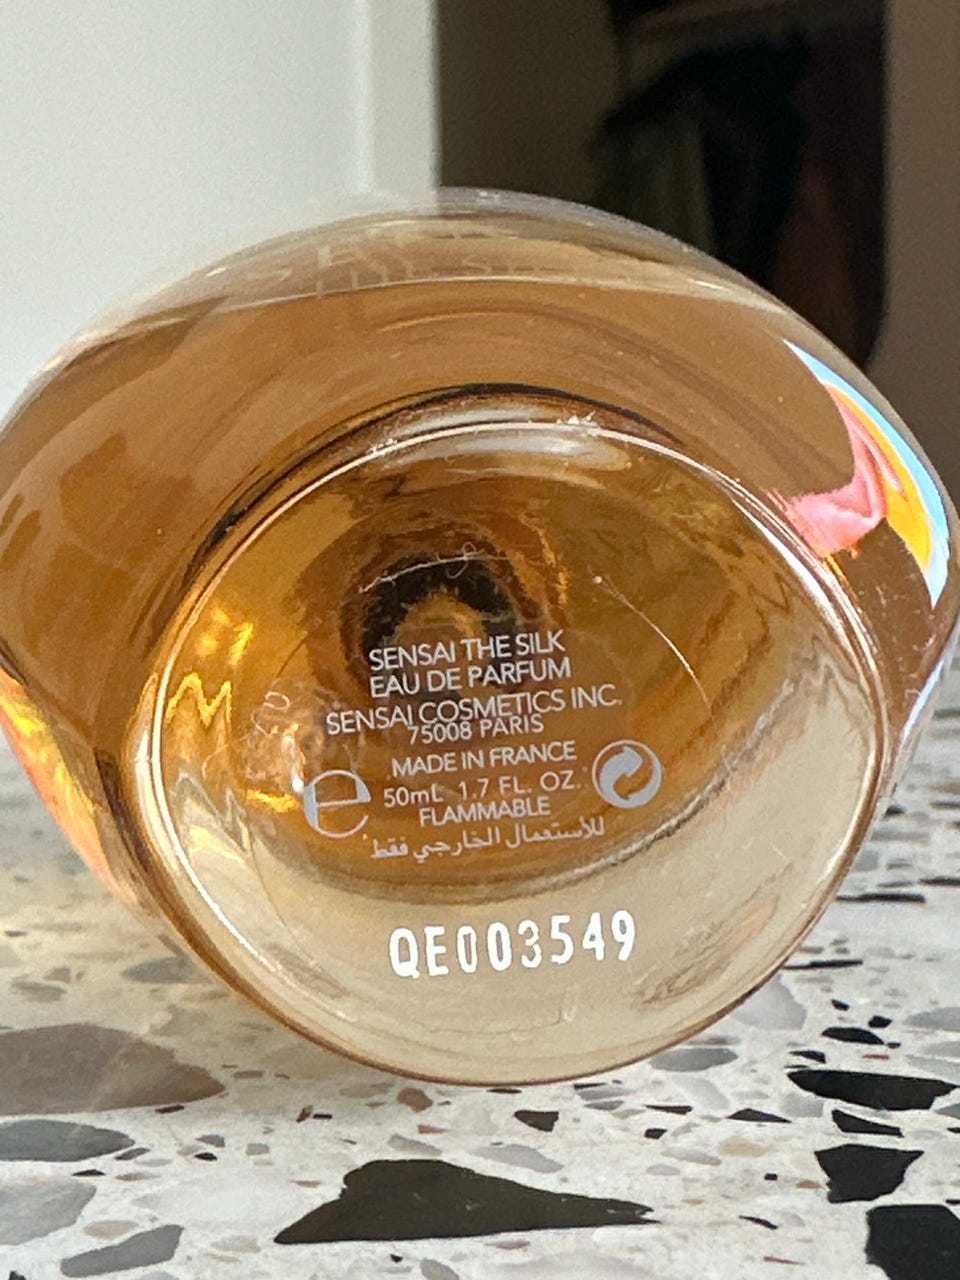 SENSAI THE SILK
EAU DE PARFUM
SENSAI COSMETICS INC.
75008 PARIS
MADE IN FRANCE
50mL 1.7 FL. OZ.
FLAMMABLE
للأستعمال الخارجي فقط
QE003549